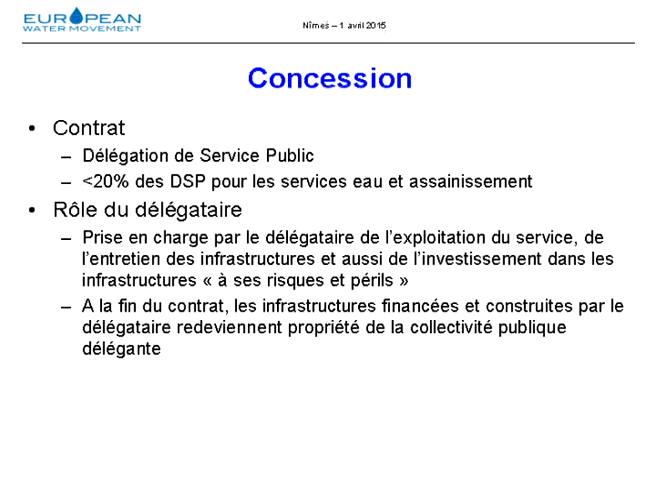 EUROPEAN
WATER MOVEMENT
Nîmes – 1 avril 2015
Concession
• Contrat
– Délégation de Service Public
– <20% des DSP pour les services eau et assainissement
• Rôle du délégataire
– Prise en charge par le délégataire de l’exploitation du service, de
l’entretien des infrastructures et aussi de l’investissement dans les
infrastructures « à ses risques et périls »
– A la fin du contrat, les infrastructures financées et construites par le
délégataire redeviennent propriété de la collectivité publique
délégante